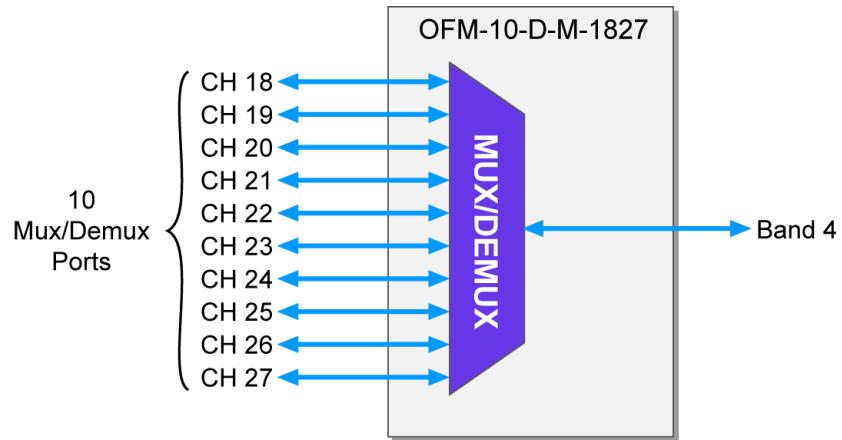 OFM-10-D-M-1827
CH 18
CH 19
CH 20
CH 21
CH 22
CH 23
CH 24
CH 25
CH 26
CH 27
10
Mux/Demux
Ports
MUX/DEMUX
Band 4